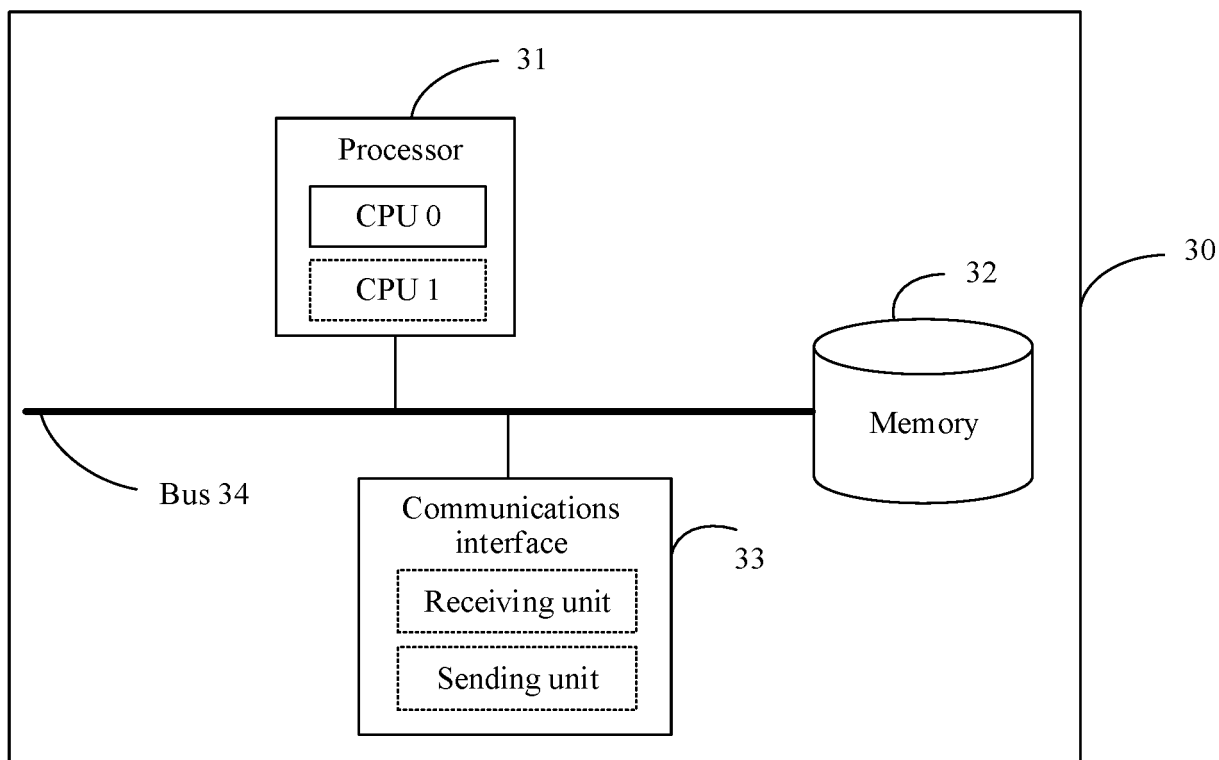 31
Processor
CPU 0
CPU 1
30
32
Memory
Bus 34
Communications
interface
33
Receiving unit
Sending unit